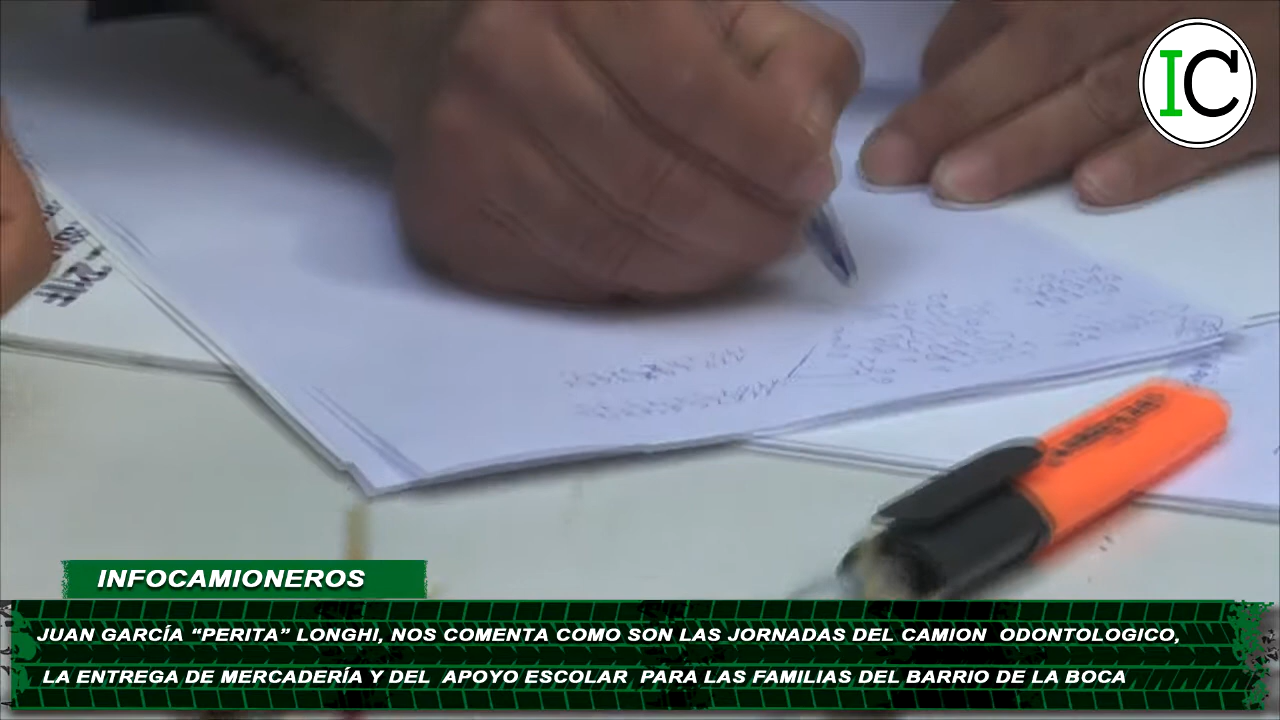 IC
INFOCAMIONEROS
JUAN GARCÍA “PERITA” LONGHI, NOS COMENTA COMO SON LAS JORNADAS DEL CAMION ODONTOLOGICO,
LA ENTREGA DE MERCADERÍA Y DEL APOYO ESCOLAR PARA LAS FAMILIAS DEL BARRIO DE LA BOCA